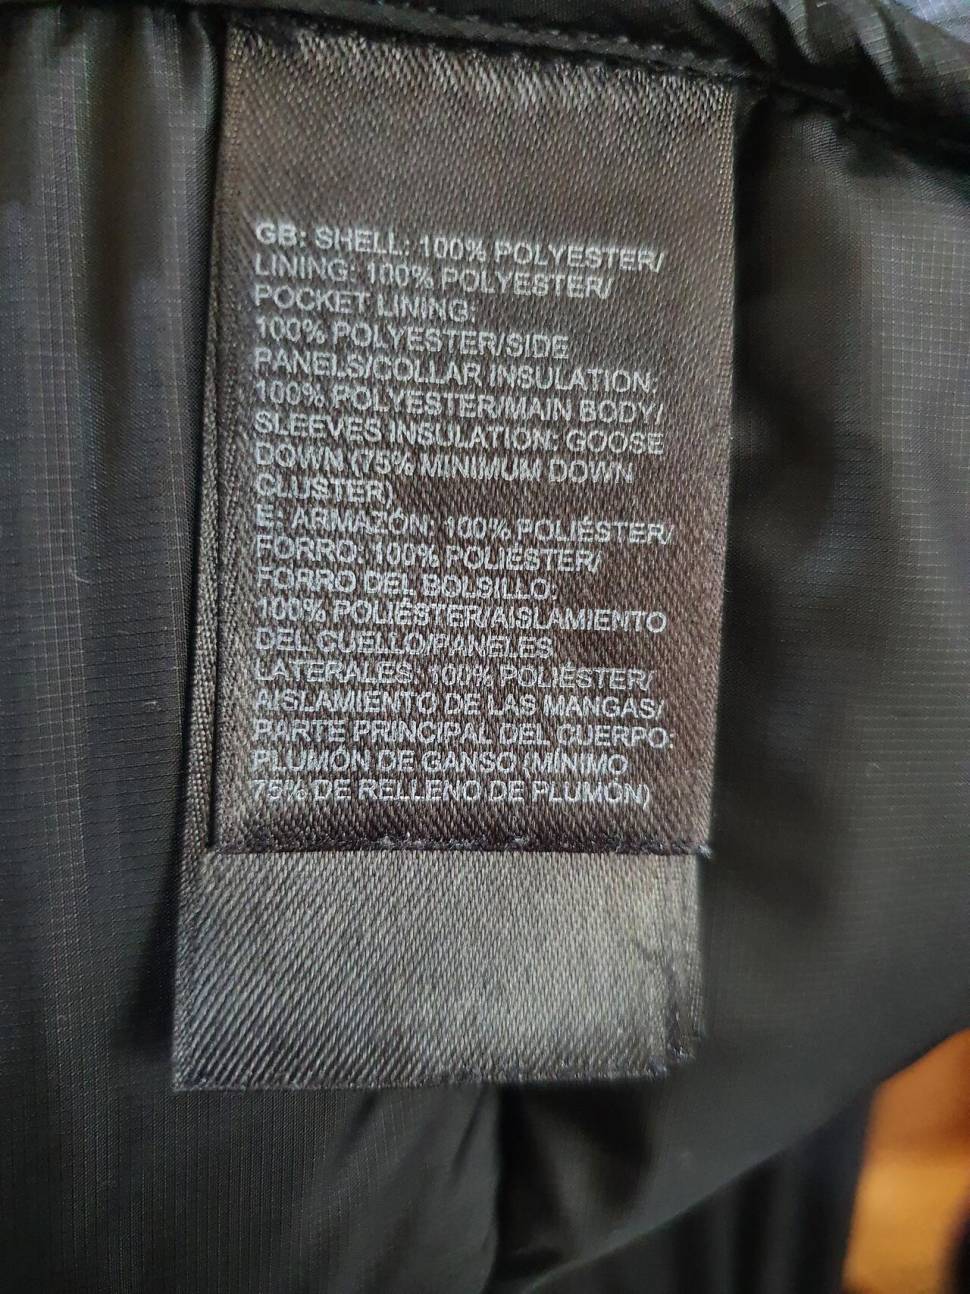 GB: SHELL: 100% POLYESTER/
LINING: 100% POLYESTER/
POCKET LINING:
100% POLYESTER/SIDE
PANELS/COLLAR INSULATION:
100% POLYESTER/MAIN BODY/
SLEEVES INSULATION: GOOSE
DOWN (75% MINIMUM DOWN
CLUSTER)
E: ARMAZÓN: 100% POLIÉSTER/
FORRO: 100% POLIÉSTER/
FORRO DEL BOLSILLO:
100% POLIÉSTER/AISLAMIENTO
DEL CUELLO/PANELES
LATERALES: 100% POLIÉSTER/
AISLAMIENTO DE LAS MANGAS/
PARTE PRINCIPAL DEL CUERPO:
PLUMÓN DE GANSO (MÍNIMO
75% DE RELLENO DE PLUMÓN)